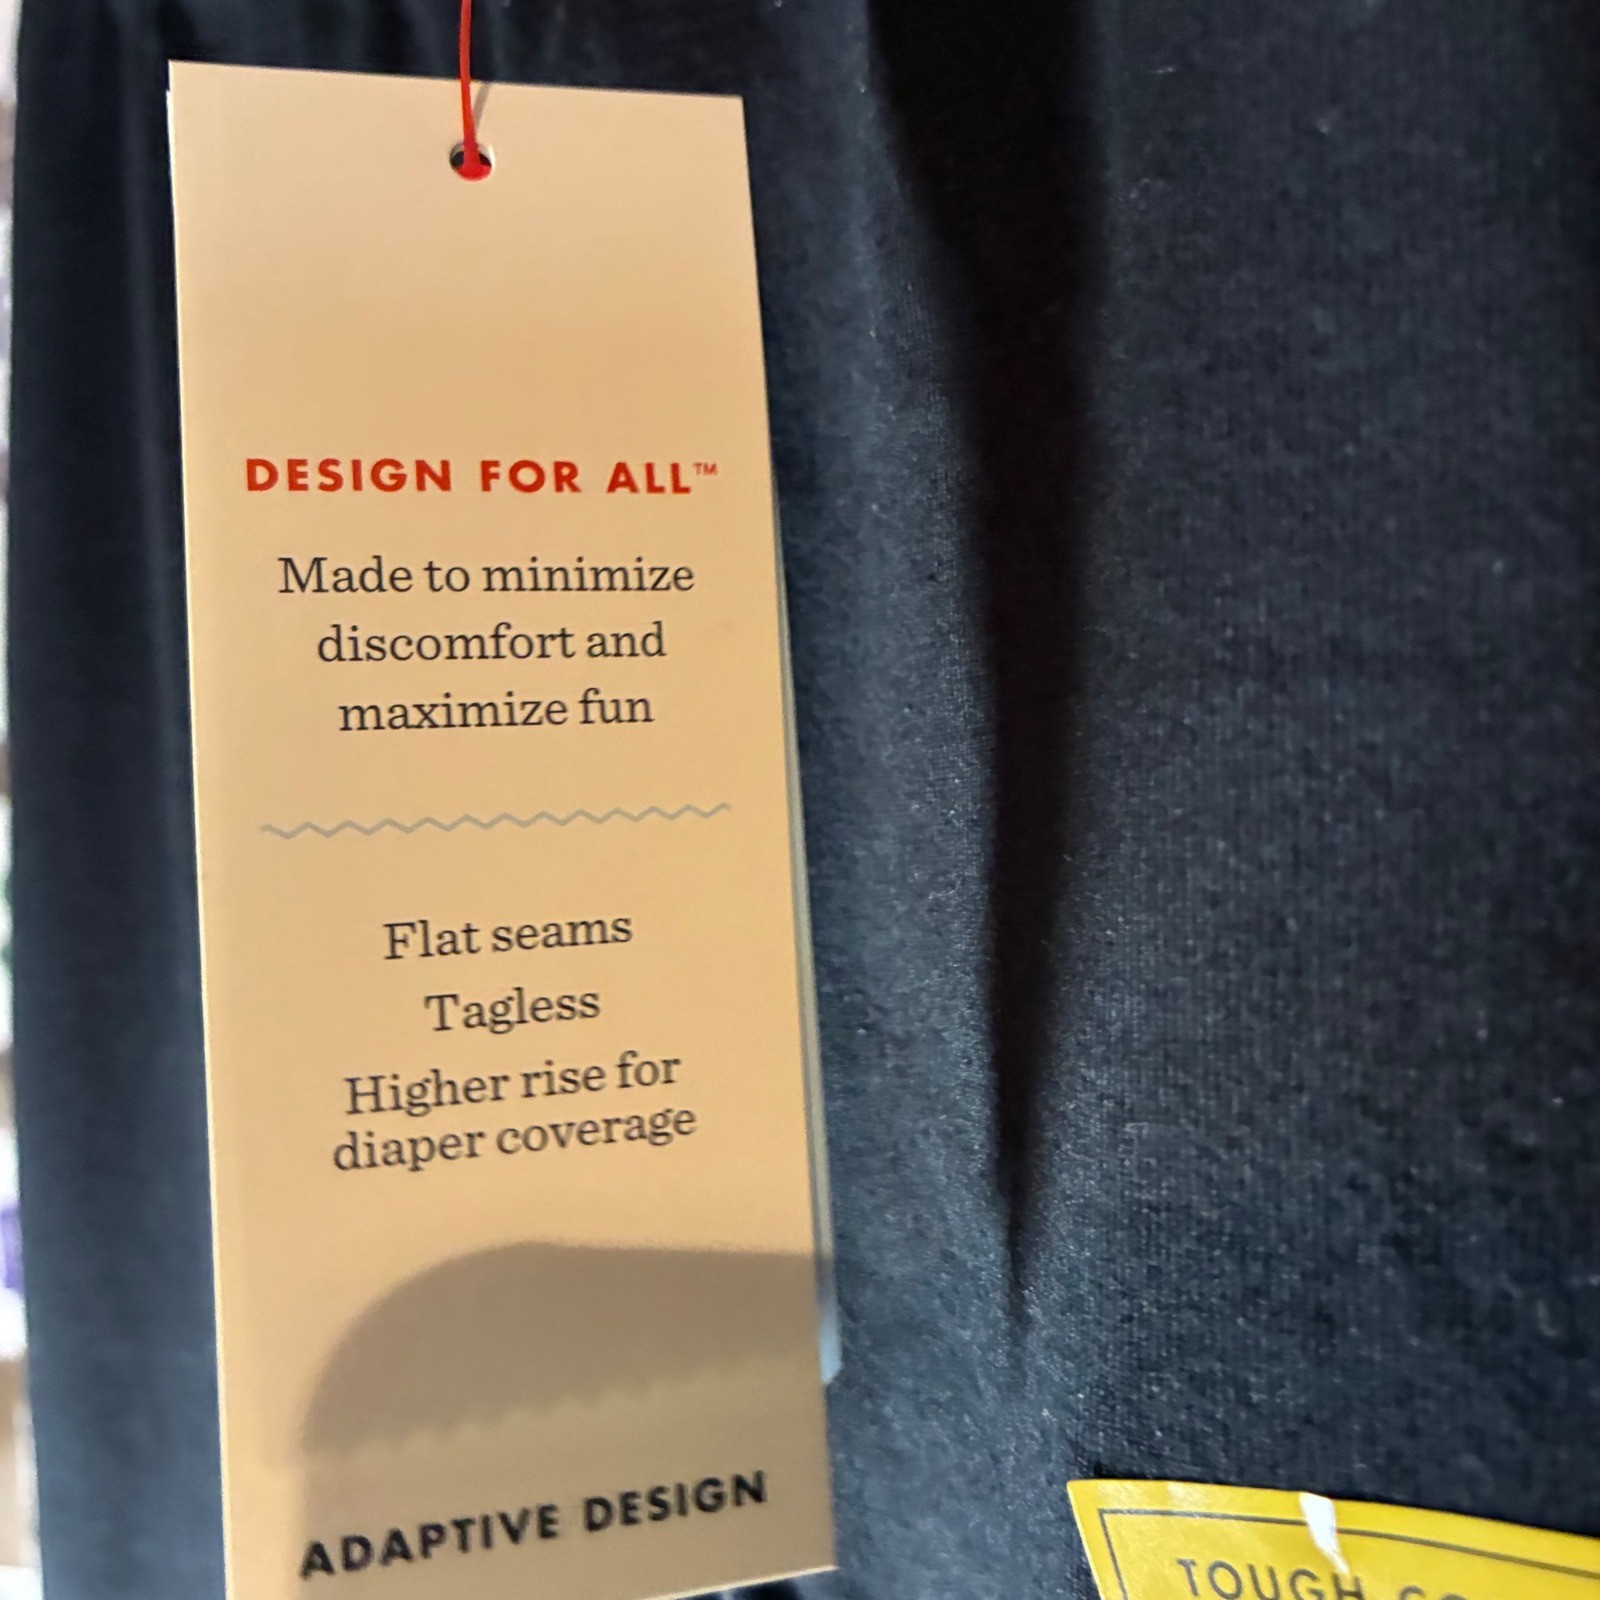 DESIGN FOR ALL™
Made to minimize
discomfort and
maximize fun
Flat seams
Tagless
Higher rise for
diaper coverage
ADAPTIVE DESIGN
TOUGH